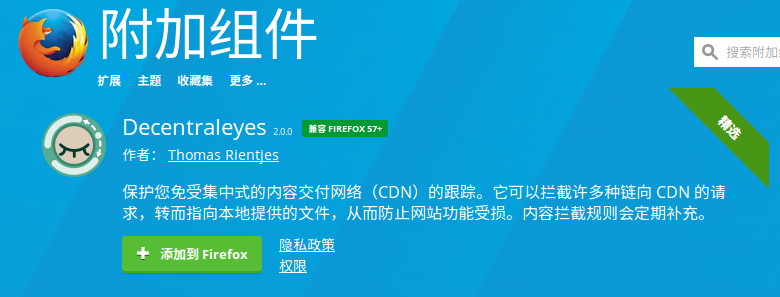 附加组件
搜索附加
扩展 主题 收藏集 更多 ...
Decentraleyes 2.0.0 兼容 FIREFOX 57+
精选
作者： Thomas Rientjes
保护您免受集中式的内容交付网络（CDN）的跟踪。它可以拦截许多种链向 CDN 的请
求，转而指向本地提供的文件，从而防止网站功能受损。内容拦截规则会定期补充。
添加到 Firefox 隐私政策
权限